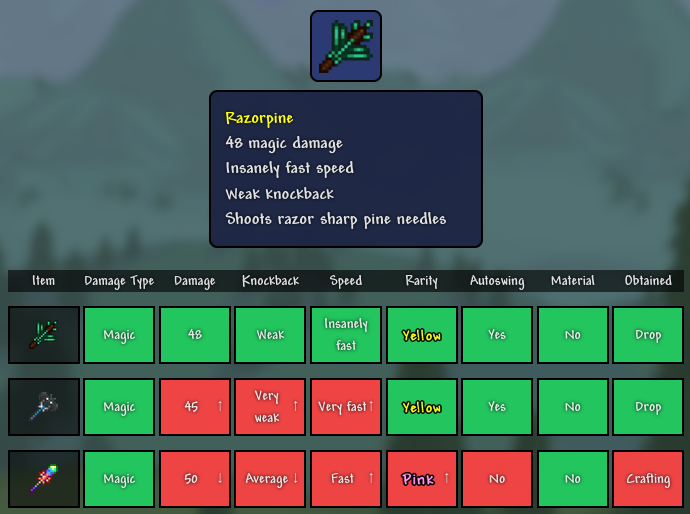 Razorpine
48 magic damage
Insanely fast speed
Weak knockback
Shoots razor sharp pine needles
Item Damage Type Damage Knockback Speed Rarity Autoswing Material Obtained
Magic 48 Weak Insanely fast Yellow Yes No Drop
Magic 45 ↑ Very weak ↑ Very fast ↑ Yellow Yes No Drop
Magic 50 ↓ Average ↓ Fast ↑ Pink ↑ No No Crafting